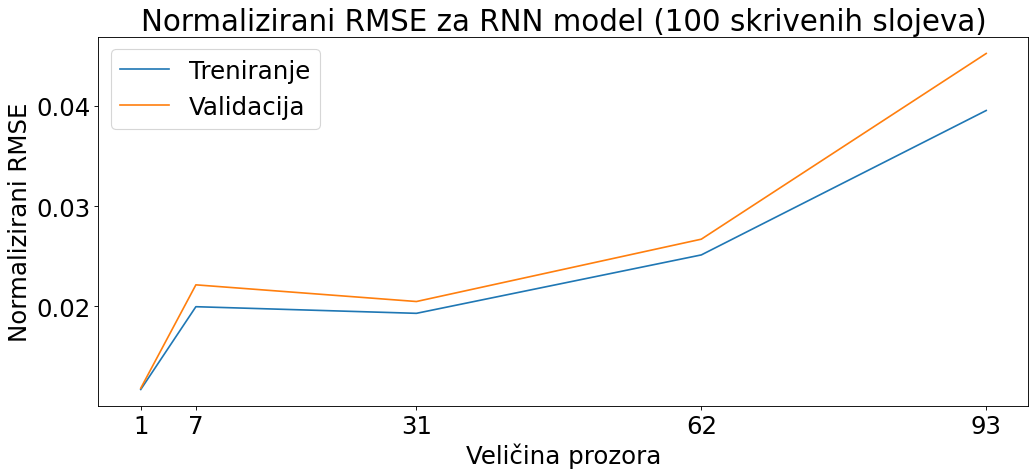 Normalizirani RMSE za RNN model (100 skrivenih slojeva)
Treniranje
Validacija
Normalizirani RMSE
0.04
0.03
0.02
1 7 31 62 93
Veličina prozora